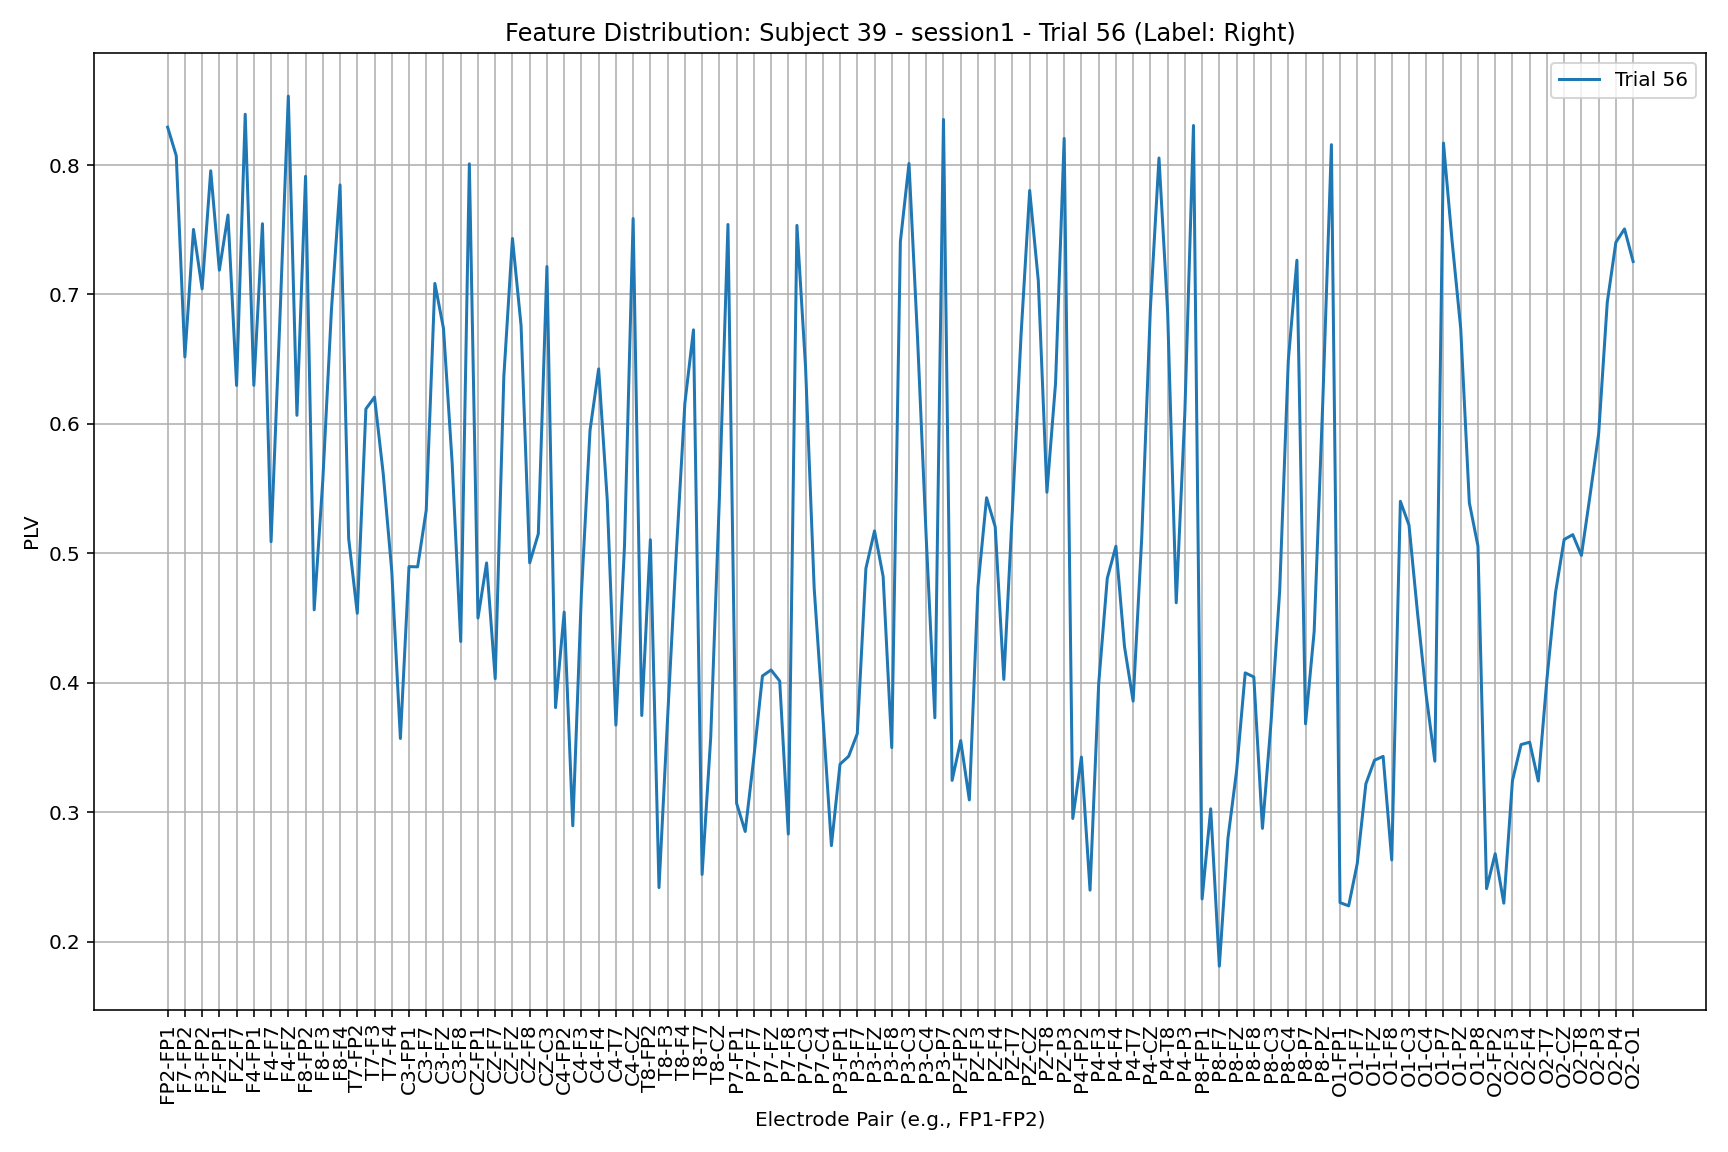 Feature Distribution: Subject 39 - session1 - Trial 56 (Label: Right)
Trial 56
PLV
0.8
0.7
0.6
0.5
0.4
0.3
0.2
FP2-FP1
F7-FP2
F3-FP2
FZ-FP1
FZ-F7
F4-FP1
F4-F7
F4-FZ
F8-FP2
F8-F3
F8-F4
T7-FP2
T7-F3
T7-F4
C3-FP1
C3-F7
C3-FZ
C3-F8
CZ-FP1
CZ-F7
CZ-FZ
CZ-F8
CZ-C3
C4-FP2
C4-F3
C4-F4
C4-T7
C4-CZ
T8-FP2
T8-F3
T8-F4
T8-T7
T8-CZ
P7-FP1
P7-F7
P7-FZ
P7-F8
P7-C3
P7-C4
P3-FP1
P3-F7
P3-FZ
P3-F8
P3-C3
P3-C4
P3-P7
PZ-FP2
PZ-F3
PZ-F4
PZ-T7
PZ-CZ
PZ-T8
PZ-P3
P4-FP2
P4-F3
P4-F4
P4-T7
P4-CZ
P4-T8
P4-P3
P8-FP1
P8-F7
P8-FZ
P8-F8
P8-C3
P8-C4
P8-P7
P8-PZ
O1-FP1
O1-F7
O1-FZ
O1-F8
O1-C3
O1-C4
O1-P7
O1-PZ
O1-P8
O2-FP2
O2-F3
O2-F4
O2-T7
O2-CZ
O2-T8
O2-P3
O2-P4
O2-O1
Electrode Pair (e.g., FP1-FP2)